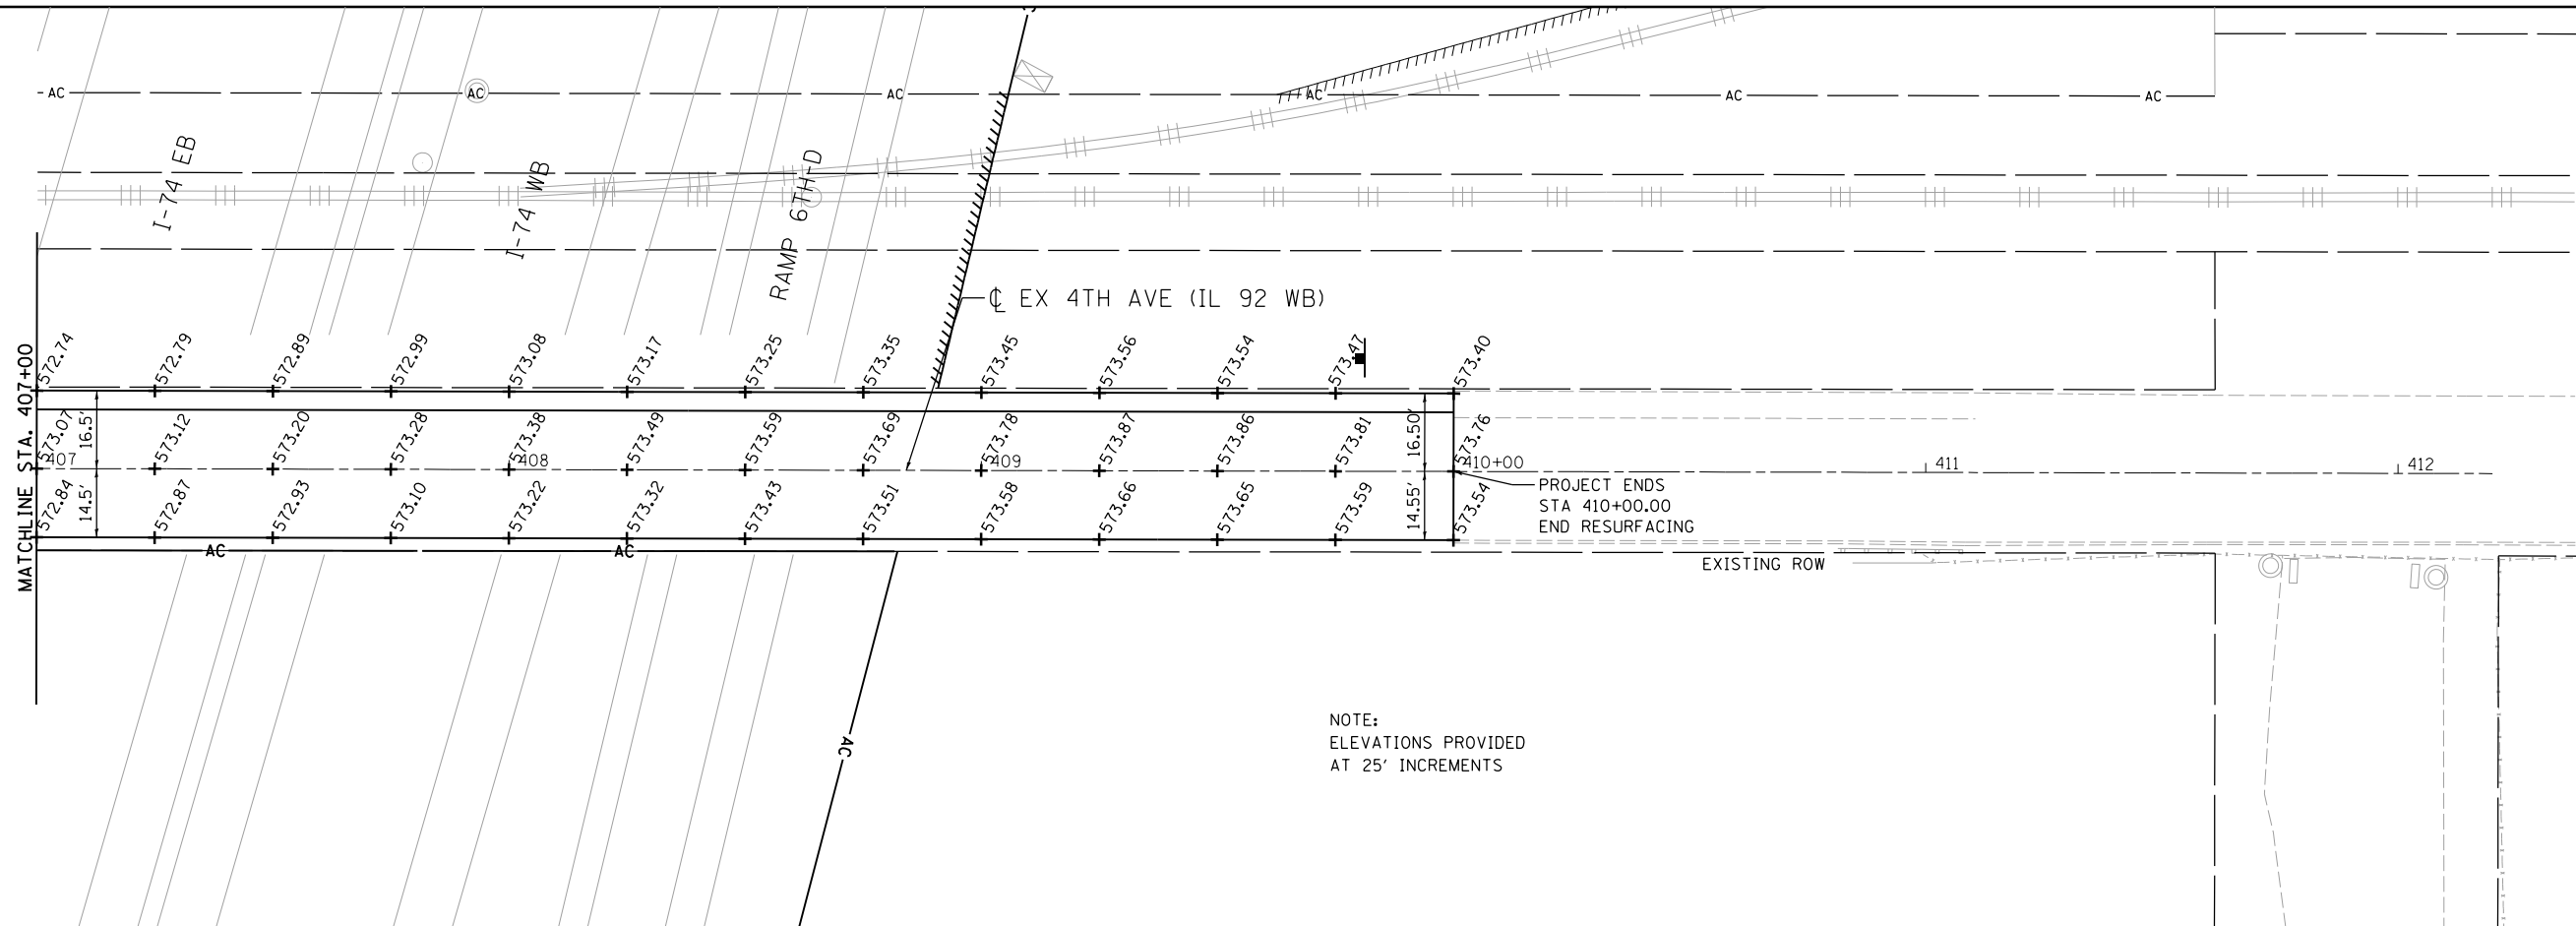 AC
AC
AC
AC
AC
AC
I-74 EB
I-74 WB
RAMP 6TH-D
℄ EX 4TH AVE (IL 92 WB)
MATCHLINE STA. 407+00
572.74
572.79
572.89
572.99
573.08
573.17
573.25
573.35
573.45
573.56
573.54
573.47
573.40
16.5'
16.50'
573.07
573.12
573.20
573.28
573.38
573.49
573.59
573.69
573.78
573.87
573.86
573.81
573.76
407
408
409
410+00
411
412
14.5'
14.55'
572.84
572.87
572.93
573.10
573.22
573.32
573.43
573.51
573.58
573.66
573.65
573.59
573.54
PROJECT ENDS
STA 410+00.00
END RESURFACING
AC
AC
EXISTING ROW
AC
NOTE:
ELEVATIONS PROVIDED
AT 25' INCREMENTS